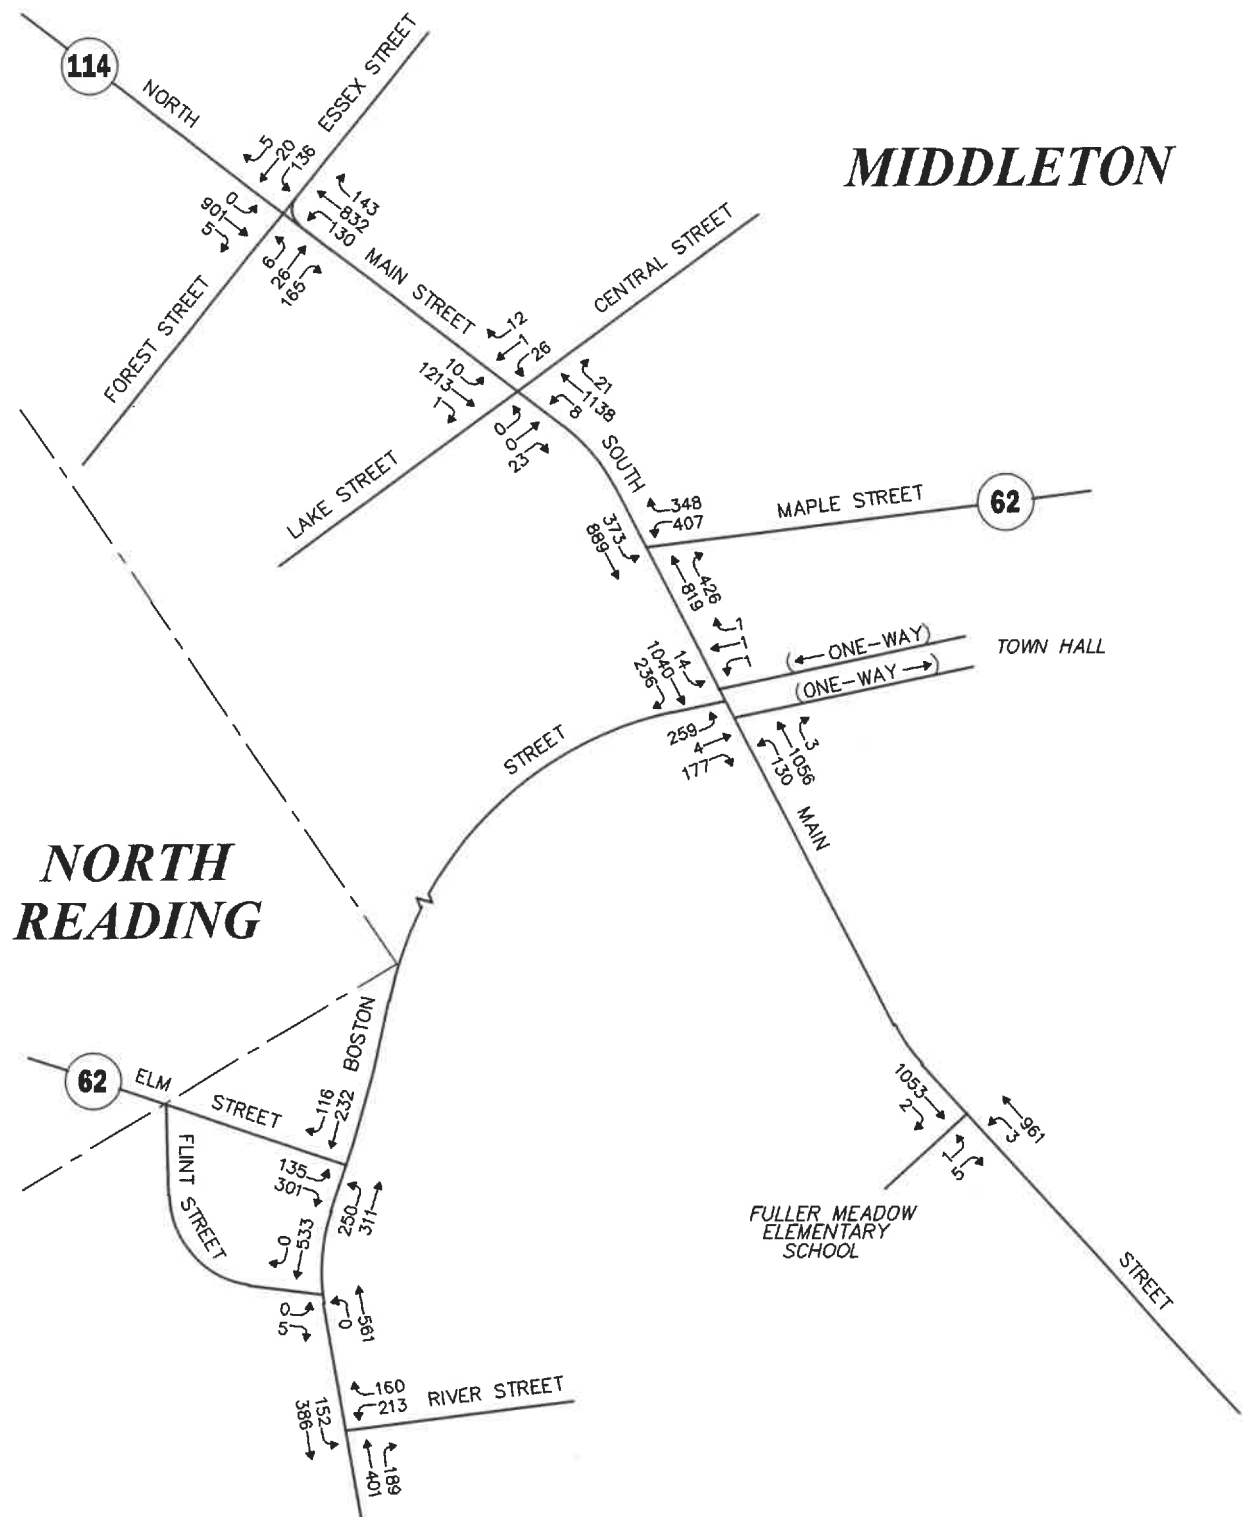 114
NORTH
ESSEX STREET
MIDDLETON
5
20
136
143
832
130
0
901
5
6
26
165
MAIN STREET
FOREST STREET
CENTRAL STREET
12
1
26
10
1213
1
21
1138
8
0
0
23
LAKE STREET
SOUTH
348
407
MAPLE STREET
62
373
889
426
819
7
1
7
(← ONE-WAY)
TOWN HALL
(ONE-WAY →)
14
1040
236
259
4
177
3
1056
130
STREET
MAIN
NORTH
READING
BOSTON
62
ELM
STREET
116
232
FLINT STREET
135
301
250
311
0
533
0
5
0
561
160
213
RIVER STREET
152
386
401
189
1053
2
961
3
1
5
FULLER MEADOW
ELEMENTARY
SCHOOL
STREET